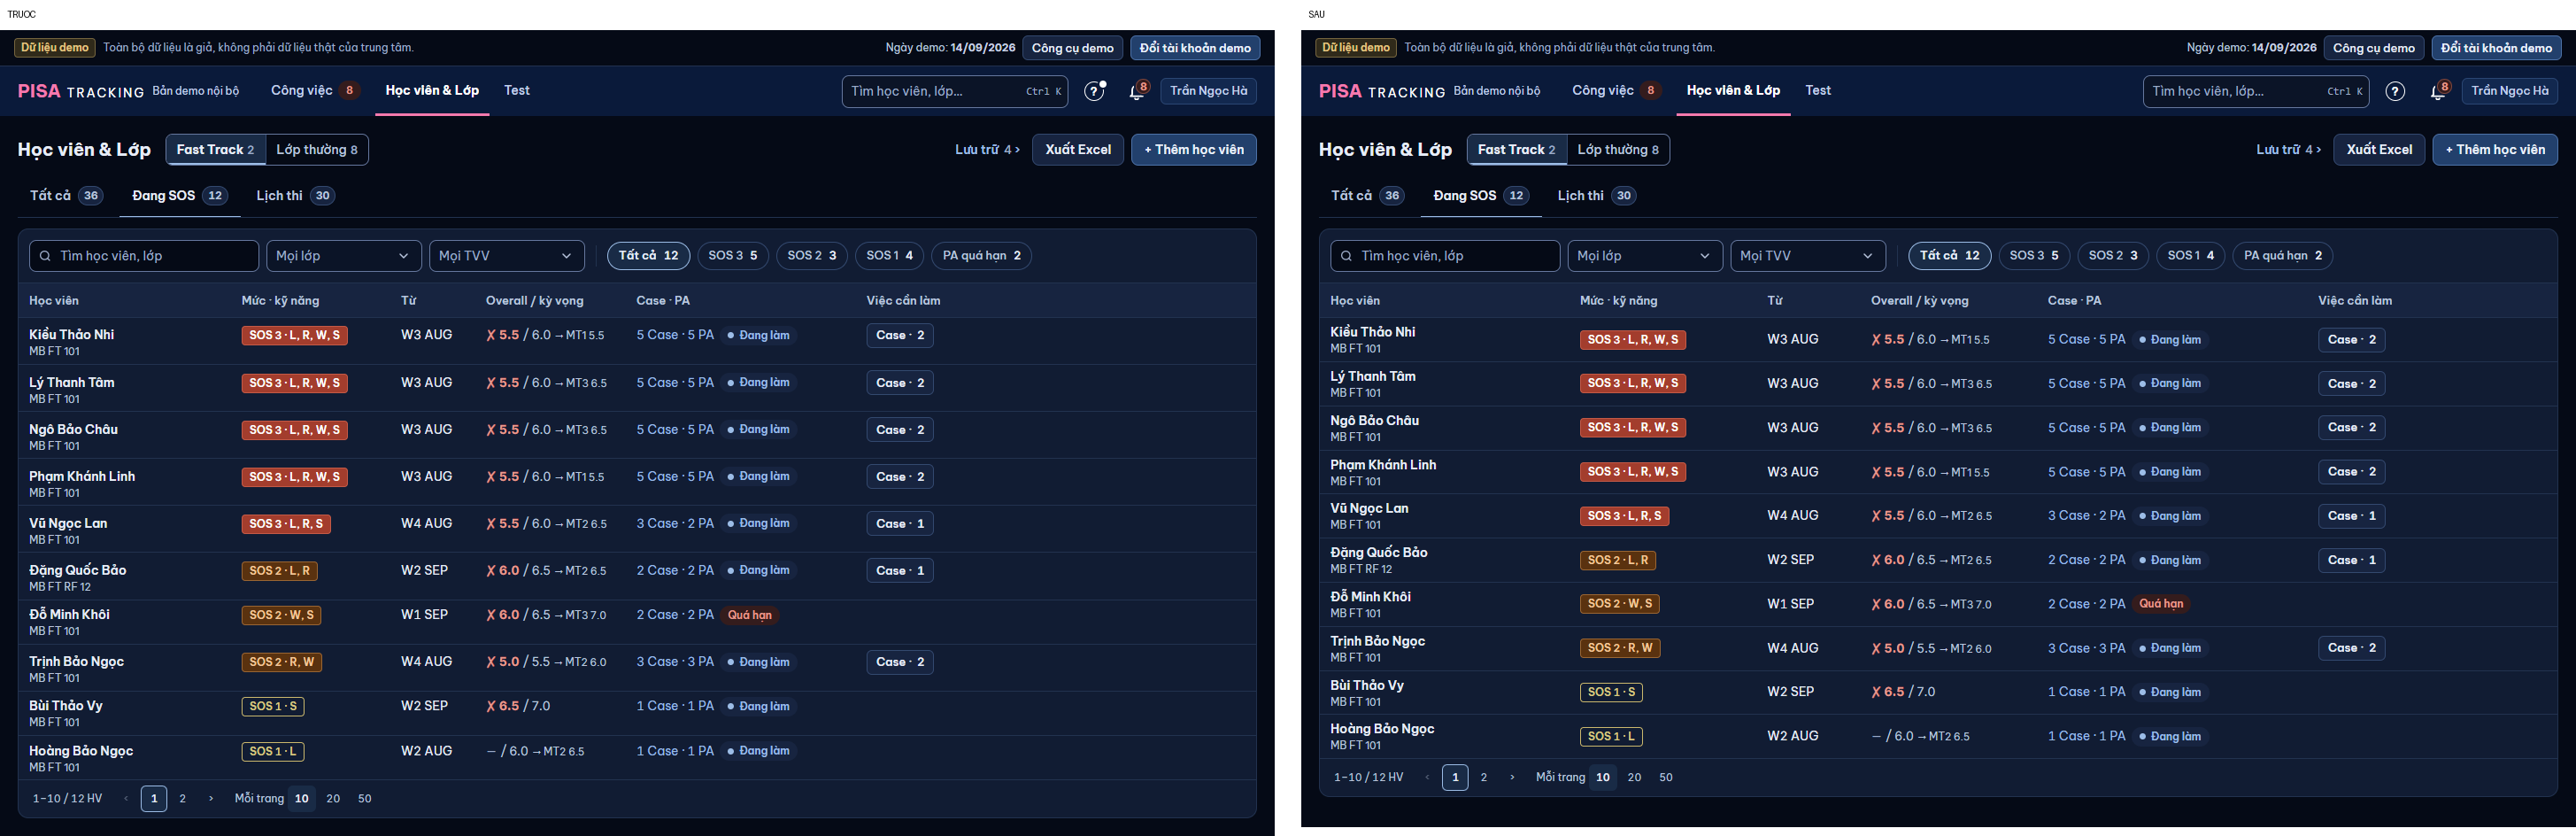 TRUOC
Dữ liệu demo Toàn bộ dữ liệu là giả, không phải dữ liệu thật của trung tâm. Ngày demo: 14/09/2026 Công cụ demo Đổi tài khoản demo
PISA TRACKING Bản demo nội bộ Công việc 8 Học viên & Lớp Test Tìm học viên, lớp... Ctrl K ? 8 Trần Ngọc Hà
Học viên & Lớp Fast Track 2 Lớp thường 8 Lưu trữ 4 › Xuất Excel + Thêm học viên
Tất cả 36 Đang SOS 12 Lịch thi 30
Tìm học viên, lớp Mọi lớp Mọi TVV Tất cả 12 SOS 3 5 SOS 2 3 SOS 1 4 PA quá hạn 2
Học viên Mức · kỹ năng Từ Overall / kỳ vọng Case · PA Việc cần làm
Kiều Thảo Nhi SOS 3 · L, R, W, S W3 AUG ✗ 5.5 / 6.0 → MT1 5.5 5 Case · 5 PA Đang làm Case · 2
MB FT 101
Lý Thanh Tâm SOS 3 · L, R, W, S W3 AUG ✗ 5.5 / 6.0 → MT3 6.5 5 Case · 5 PA Đang làm Case · 2
MB FT 101
Ngô Bảo Châu SOS 3 · L, R, W, S W3 AUG ✗ 5.5 / 6.0 → MT3 6.5 5 Case · 5 PA Đang làm Case · 2
MB FT 101
Phạm Khánh Linh SOS 3 · L, R, W, S W3 AUG ✗ 5.5 / 6.0 → MT1 5.5 5 Case · 5 PA Đang làm Case · 2
MB FT 101
Vũ Ngọc Lan SOS 3 · L, R, S W4 AUG ✗ 5.5 / 6.0 → MT2 6.5 3 Case · 2 PA Đang làm Case · 1
MB FT 101
Đặng Quốc Bảo SOS 2 · L, R W2 SEP ✗ 6.0 / 6.5 → MT2 6.5 2 Case · 2 PA Đang làm Case · 1
MB FT RF 12
Đỗ Minh Khôi SOS 2 · W, S W1 SEP ✗ 6.0 / 6.5 → MT3 7.0 2 Case · 2 PA Quá hạn
MB FT 101
Trịnh Bảo Ngọc SOS 2 · R, W W4 AUG ✗ 5.0 / 5.5 → MT2 6.0 3 Case · 3 PA Đang làm Case · 2
MB FT 101
Bùi Thảo Vy SOS 1 · S W2 SEP ✗ 6.5 / 7.0 1 Case · 1 PA Đang làm
MB FT 101
Hoàng Bảo Ngọc SOS 1 · L W2 AUG – / 6.0 → MT2 6.5 1 Case · 1 PA Đang làm
MB FT 101
1–10 / 12 HV ‹ 1 2 › Mỗi trang 10 20 50
SAU
Dữ liệu demo Toàn bộ dữ liệu là giả, không phải dữ liệu thật của trung tâm. Ngày demo: 14/09/2026 Công cụ demo Đổi tài khoản demo
PISA TRACKING Bản demo nội bộ Công việc 8 Học viên & Lớp Test Tìm học viên, lớp... Ctrl K ? 8 Trần Ngọc Hà
Học viên & Lớp Fast Track 2 Lớp thường 8 Lưu trữ 4 › Xuất Excel + Thêm học viên
Tất cả 36 Đang SOS 12 Lịch thi 30
Tìm học viên, lớp Mọi lớp Mọi TVV Tất cả 12 SOS 3 5 SOS 2 3 SOS 1 4 PA quá hạn 2
Học viên Mức · kỹ năng Từ Overall / kỳ vọng Case · PA Việc cần làm
Kiều Thảo Nhi SOS 3 · L, R, W, S W3 AUG ✗ 5.5 / 6.0 → MT1 5.5 5 Case · 5 PA Đang làm Case · 2
MB FT 101
Lý Thanh Tâm SOS 3 · L, R, W, S W3 AUG ✗ 5.5 / 6.0 → MT3 6.5 5 Case · 5 PA Đang làm Case · 2
MB FT 101
Ngô Bảo Châu SOS 3 · L, R, W, S W3 AUG ✗ 5.5 / 6.0 → MT3 6.5 5 Case · 5 PA Đang làm Case · 2
MB FT 101
Phạm Khánh Linh SOS 3 · L, R, W, S W3 AUG ✗ 5.5 / 6.0 → MT1 5.5 5 Case · 5 PA Đang làm Case · 2
MB FT 101
Vũ Ngọc Lan SOS 3 · L, R, S W4 AUG ✗ 5.5 / 6.0 → MT2 6.5 3 Case · 2 PA Đang làm Case · 1
MB FT 101
Đặng Quốc Bảo SOS 2 · L, R W2 SEP ✗ 6.0 / 6.5 → MT2 6.5 2 Case · 2 PA Đang làm Case · 1
MB FT RF 12
Đỗ Minh Khôi SOS 2 · W, S W1 SEP ✗ 6.0 / 6.5 → MT3 7.0 2 Case · 2 PA Quá hạn
MB FT 101
Trịnh Bảo Ngọc SOS 2 · R, W W4 AUG ✗ 5.0 / 5.5 → MT2 6.0 3 Case · 3 PA Đang làm Case · 2
MB FT 101
Bùi Thảo Vy SOS 1 · S W2 SEP ✗ 6.5 / 7.0 1 Case · 1 PA Đang làm
MB FT 101
Hoàng Bảo Ngọc SOS 1 · L W2 AUG – / 6.0 → MT2 6.5 1 Case · 1 PA Đang làm
MB FT 101
1–10 / 12 HV ‹ 1 2 › Mỗi trang 10 20 50